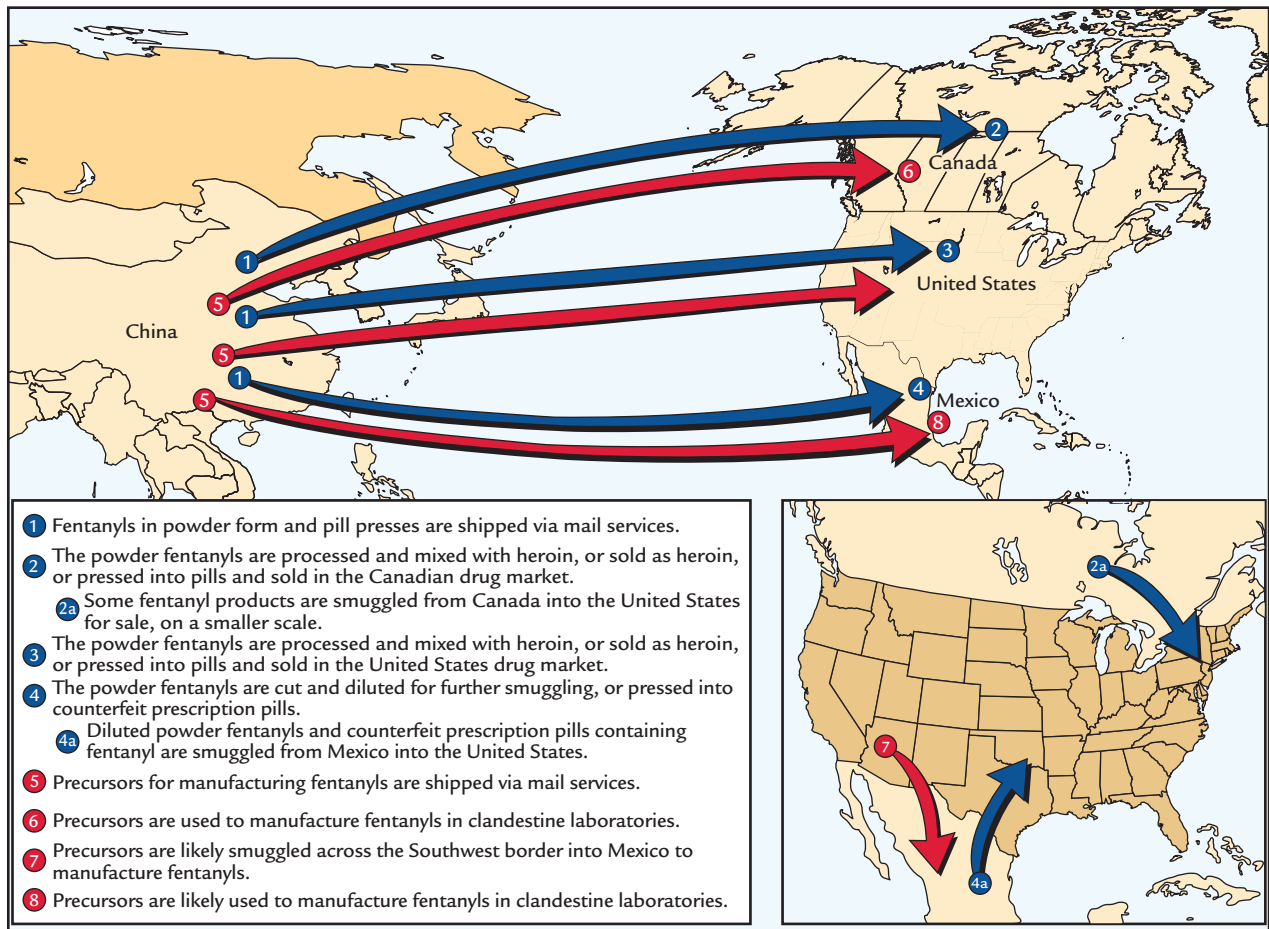 2
Canada
6
1
3
5
United States
1
China
5
1
4
5
Mexico
8
1 Fentanyls in powder form and pill presses are shipped via mail services.
2 The powder fentanyls are processed and mixed with heroin, or sold as heroin,
or pressed into pills and sold in the Canadian drug market.
2a Some fentanyl products are smuggled from Canada into the United States
for sale, on a smaller scale.
3 The powder fentanyls are processed and mixed with heroin, or sold as heroin,
or pressed into pills and sold in the United States drug market.
4 The powder fentanyls are cut and diluted for further smuggling, or pressed into
counterfeit prescription pills.
4a Diluted powder fentanyls and counterfeit prescription pills containing
fentanyl are smuggled from Mexico into the United States.
5 Precursors for manufacturing fentanyls are shipped via mail services.
6 Precursors are used to manufacture fentanyls in clandestine laboratories.
7 Precursors are likely smuggled across the Southwest border into Mexico to
manufacture fentanyls.
8 Precursors are likely used to manufacture fentanyls in clandestine laboratories.
2a
7
4a